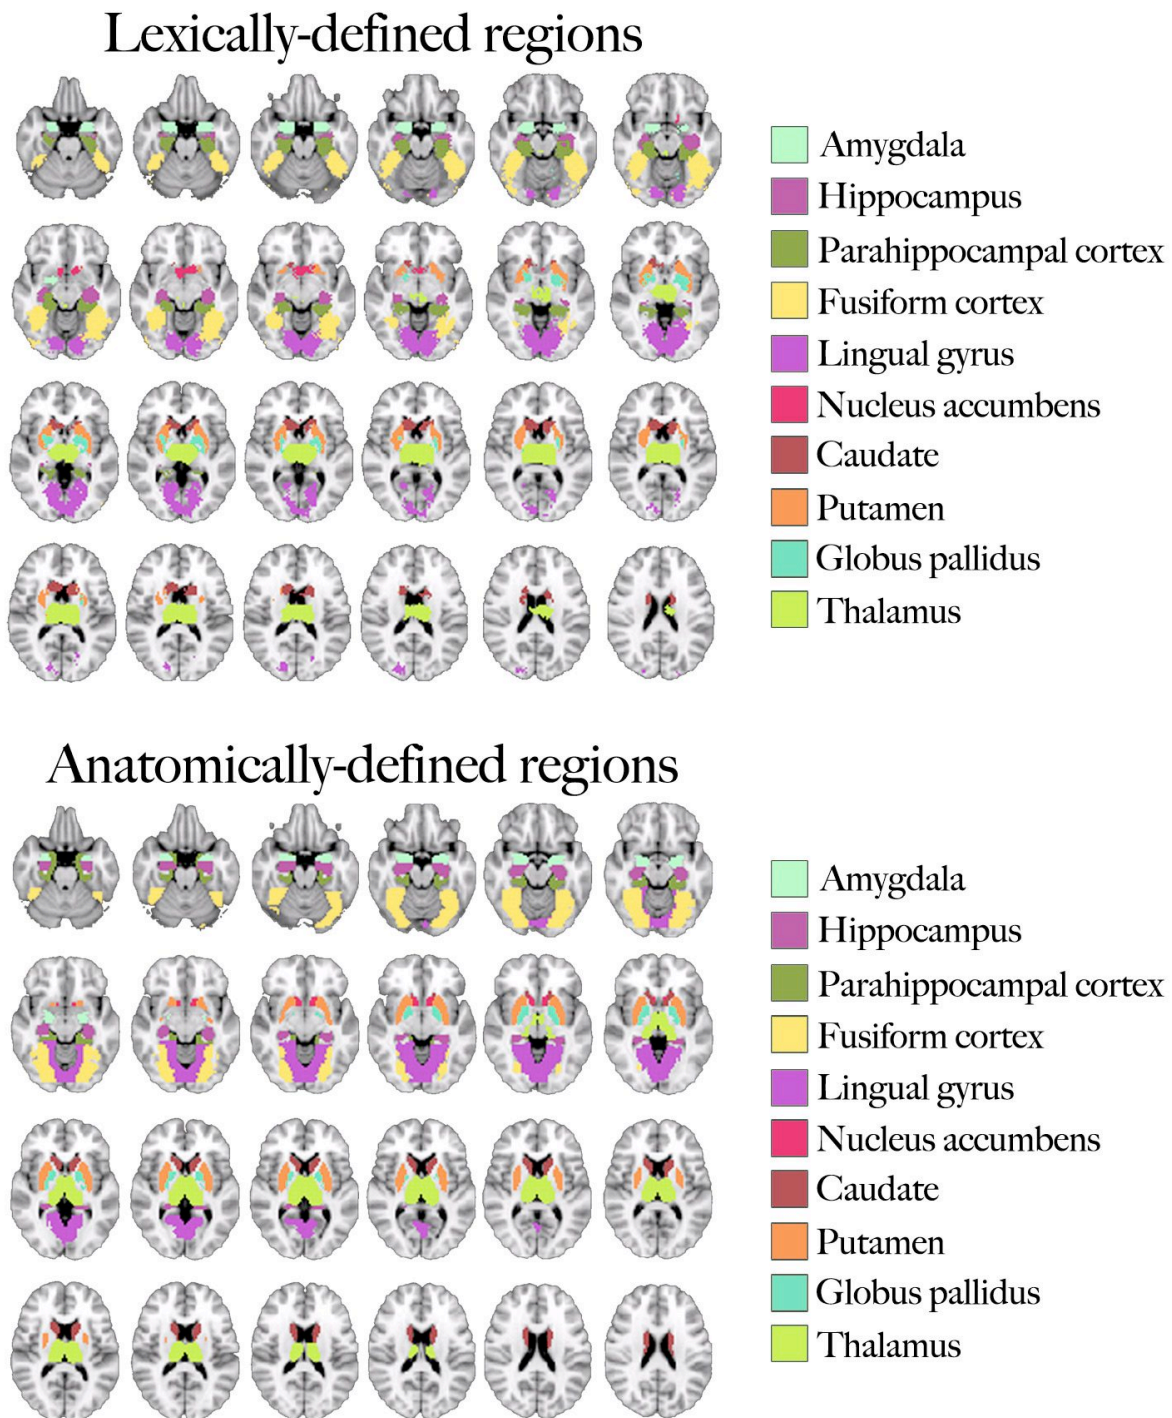 Lexically-defined regions
Amygdala
Hippocampus
Parahippocampal cortex
Fusiform cortex
Lingual gyrus
Nucleus accumbens
Caudate
Putamen
Globus pallidus
Thalamus
Anatomically-defined regions
Amygdala
Hippocampus
Parahippocampal cortex
Fusiform cortex
Lingual gyrus
Nucleus accumbens
Caudate
Putamen
Globus pallidus
Thalamus